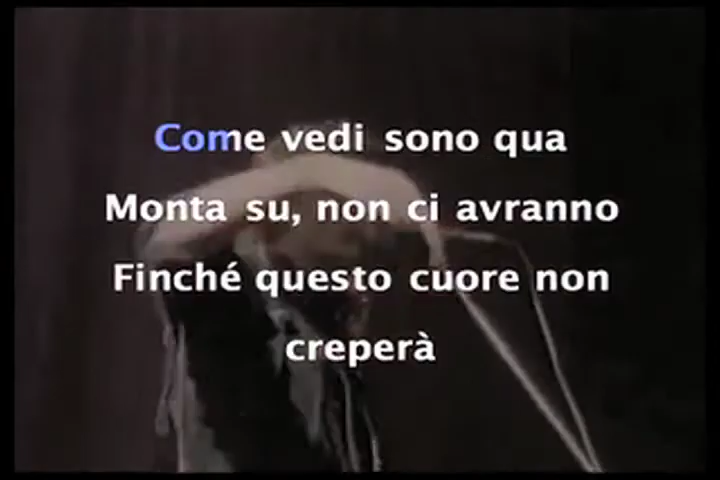 Come vedi sono qua
Monta su, non ci avranno
Finché questo cuore non
creperà